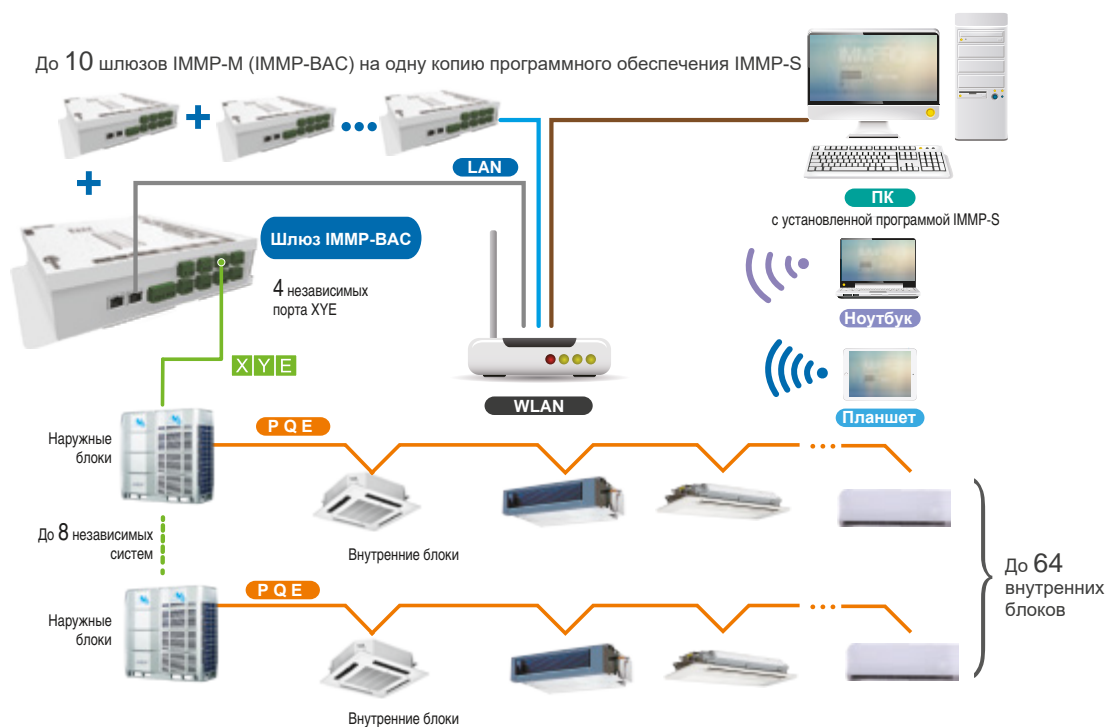 До 10 шлюзов IMMP-M (IMMP-BAC) на одну копию программного обеспечения IMMP-S
LAN
ПК
с установленной программой IMMP-S
Шлюз IMMP-BAC
4 независимых
порта XYE
Ноутбук
X Y E
WLAN
Планшет
Наружные
блоки
P Q E
Внутренние блоки
До 8 независимых
систем
До 64
внутренних
блоков
Наружные
блоки
P Q E
Внутренние блоки